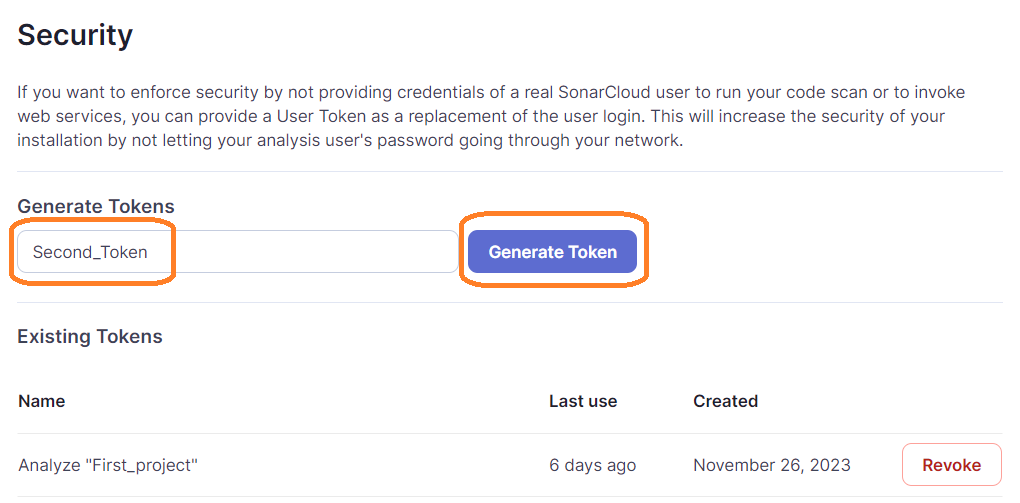 Security
If you want to enforce security by not providing credentials of a real SonarCloud user to run your code scan or to invoke
web services, you can provide a User Token as a replacement of the user login. This will increase the security of your
installation by not letting your analysis user's password going through your network.
Generate Tokens
Second_Token Generate Token
Existing Tokens
Name Last use Created
Analyze "First_project" 6 days ago November 26, 2023 Revoke